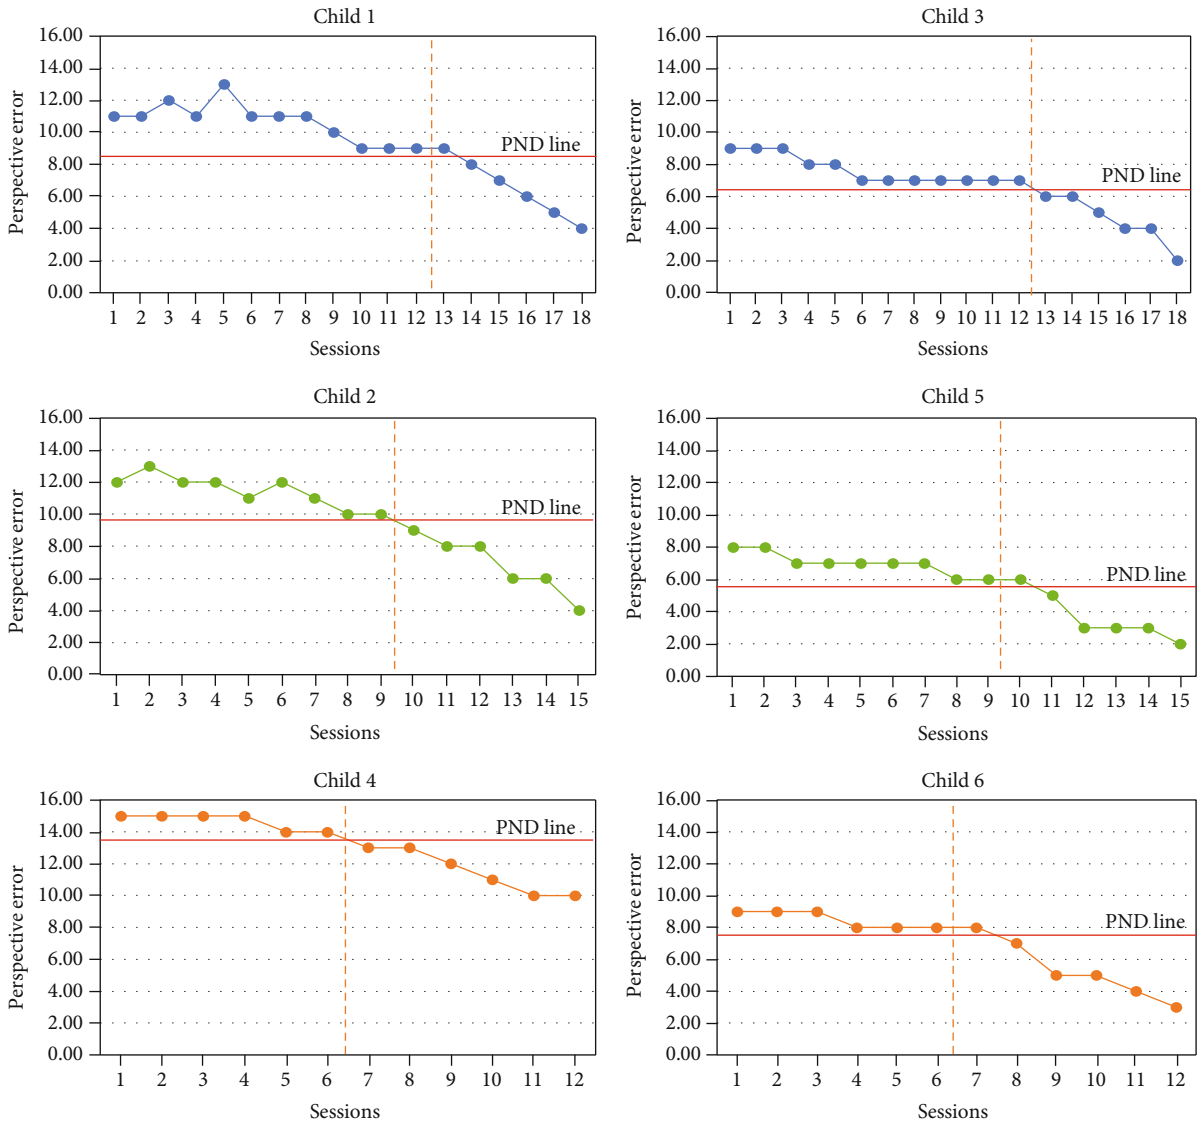 Child 1
Perspective error
16.00
14.00
12.00
10.00
8.00
6.00
4.00
2.00
0.00
PND line
1 2 3 4 5 6 7 8 9 10 11 12 13 14 15 16 17 18
Sessions
Child 3
Perspective error
16.00
14.00
12.00
10.00
8.00
6.00
4.00
2.00
0.00
PND line
1 2 3 4 5 6 7 8 9 10 11 12 13 14 15 16 17 18
Sessions
Child 2
Perspective error
16.00
14.00
12.00
10.00
8.00
6.00
4.00
2.00
0.00
PND line
1 2 3 4 5 6 7 8 9 10 11 12 13 14 15
Sessions
Child 5
Perspective error
16.00
14.00
12.00
10.00
8.00
6.00
4.00
2.00
0.00
PND line
1 2 3 4 5 6 7 8 9 10 11 12 13 14 15
Sessions
Child 4
Perspective error
16.00
14.00
12.00
10.00
8.00
6.00
4.00
2.00
0.00
PND line
1 2 3 4 5 6 7 8 9 10 11 12
Sessions
Child 6
Perspective error
16.00
14.00
12.00
10.00
8.00
6.00
4.00
2.00
0.00
PND line
1 2 3 4 5 6 7 8 9 10 11 12
Sessions